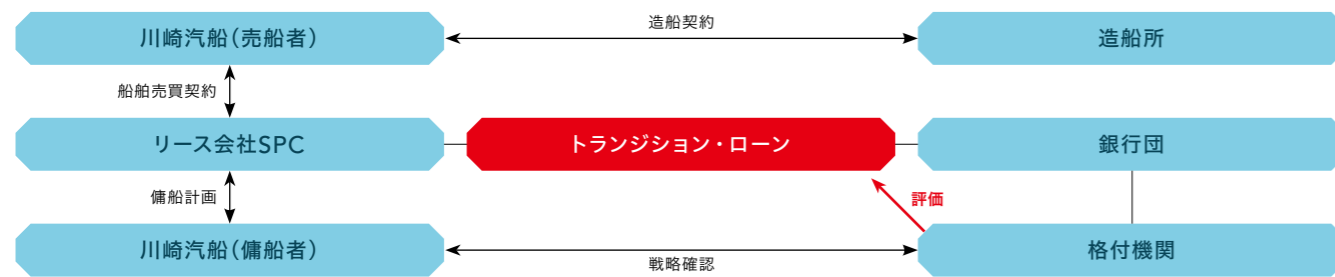 川崎汽船（売船者）
造船契約
造船所
船舶売買契約
リース会社SPC
トランジション・ローン
銀行団
傭船計画
評価
川崎汽船（傭船者）
戦略確認
格付機関